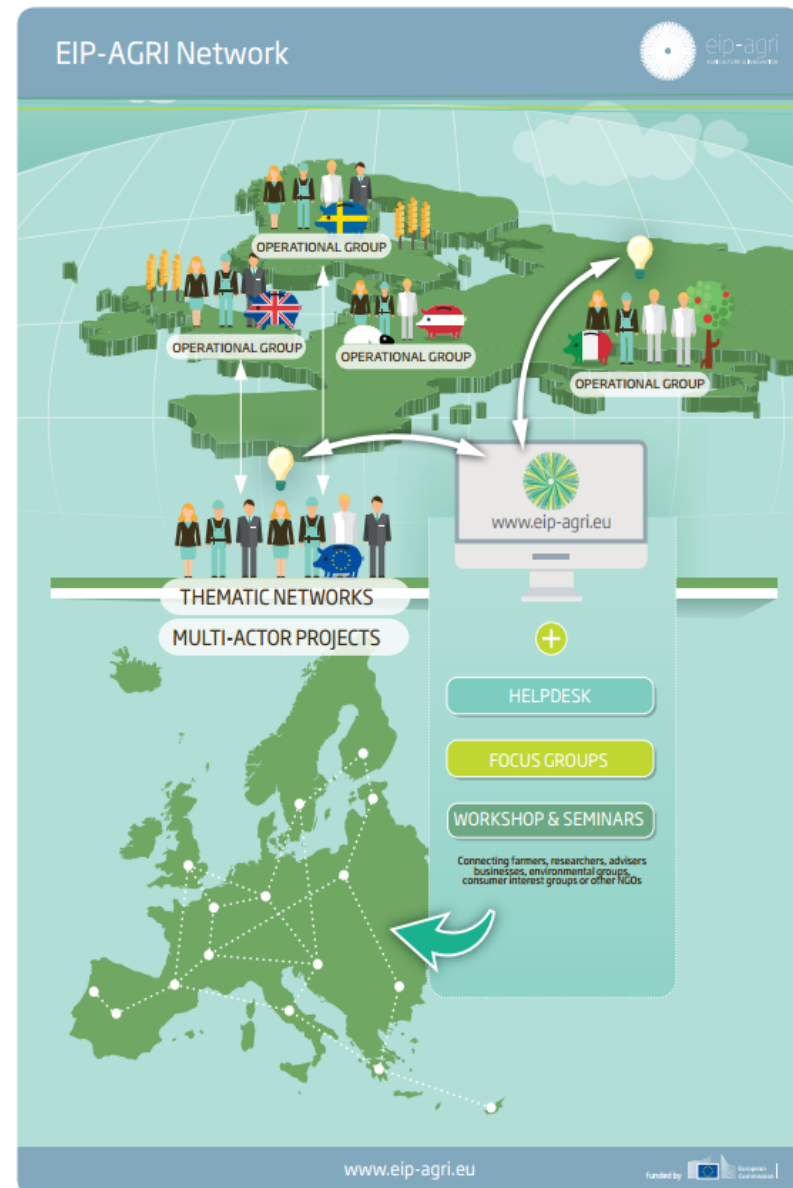 EIP-AGRI Network
eip-agri
AGRICULTURE & INNOVATION
OPERATIONAL GROUP
OPERATIONAL GROUP
OPERATIONAL GROUP
OPERATIONAL GROUP
www.eip-agri.eu
THEMATIC NETWORKS
MULTI-ACTOR PROJECTS
HELPDESK
FOCUS GROUPS
WORKSHOP & SEMINARS
Connecting farmers, researchers, advisers
businesses, environmental groups,
consumer interest groups or other NGOs
www.eip-agri.eu
funded by
European
Commission